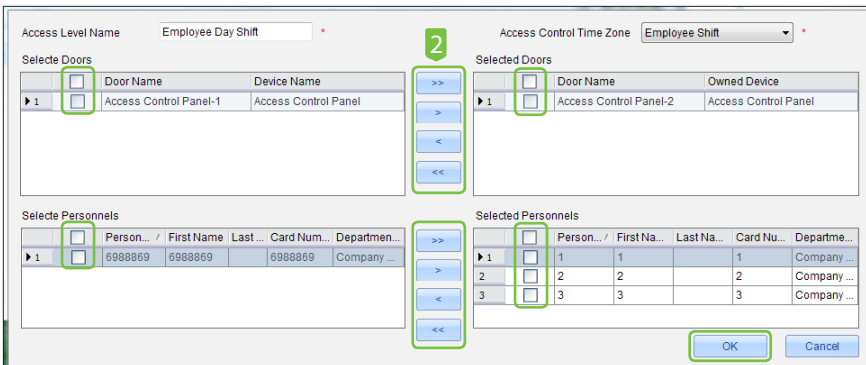 Access Level Name Employee Day Shift * Access Control Time Zone Employee Shift *
2
Selecte Doors Selected Doors
Door Name Device Name >> Door Name Owned Device
1 Access Control Panel-1 Access Control Panel 1 Access Control Panel-2 Access Control Panel
>
<
<<
Selecte Personnels Selected Personnels
Person... / First Name Last ... Card Num... Departmen... >> Person... / First Na... Last Na... Card Nu... Departme...
1 6988869 6988869 6988869 Company ... 1 1 1 1 Company ...
> 2 2 2 2 Company ...
< 3 3 3 3 Company ...
<<
OK Cancel